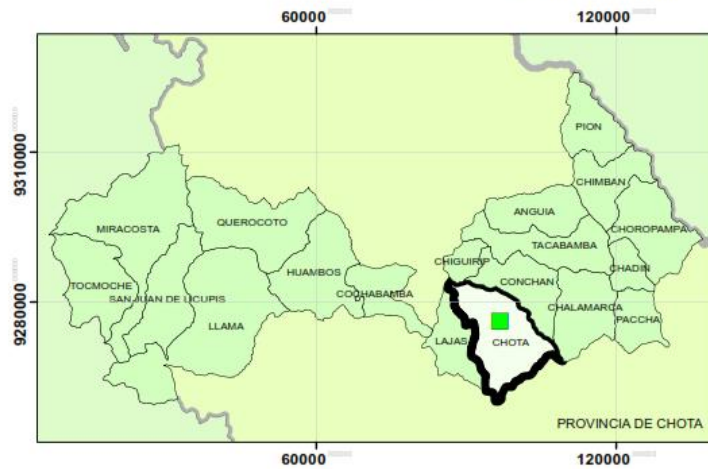 60000
120000
9310000
9280000
PION
CHIMBAN
ANGUIA
CHOROPAMPA
MIRACOSTA
QUEROCOTO
TACABAMBA
CHIGUIRIP
CHADIN
HUAMBOS
CONCHAN
TOCMOCHE
COCHABAMBA
SAN JUAN DE LICUPIS
CHALAMARCA
PACCHA
LLAMA
LAJAS
CHOTA
PROVINCIA DE CHOTA
60000
120000